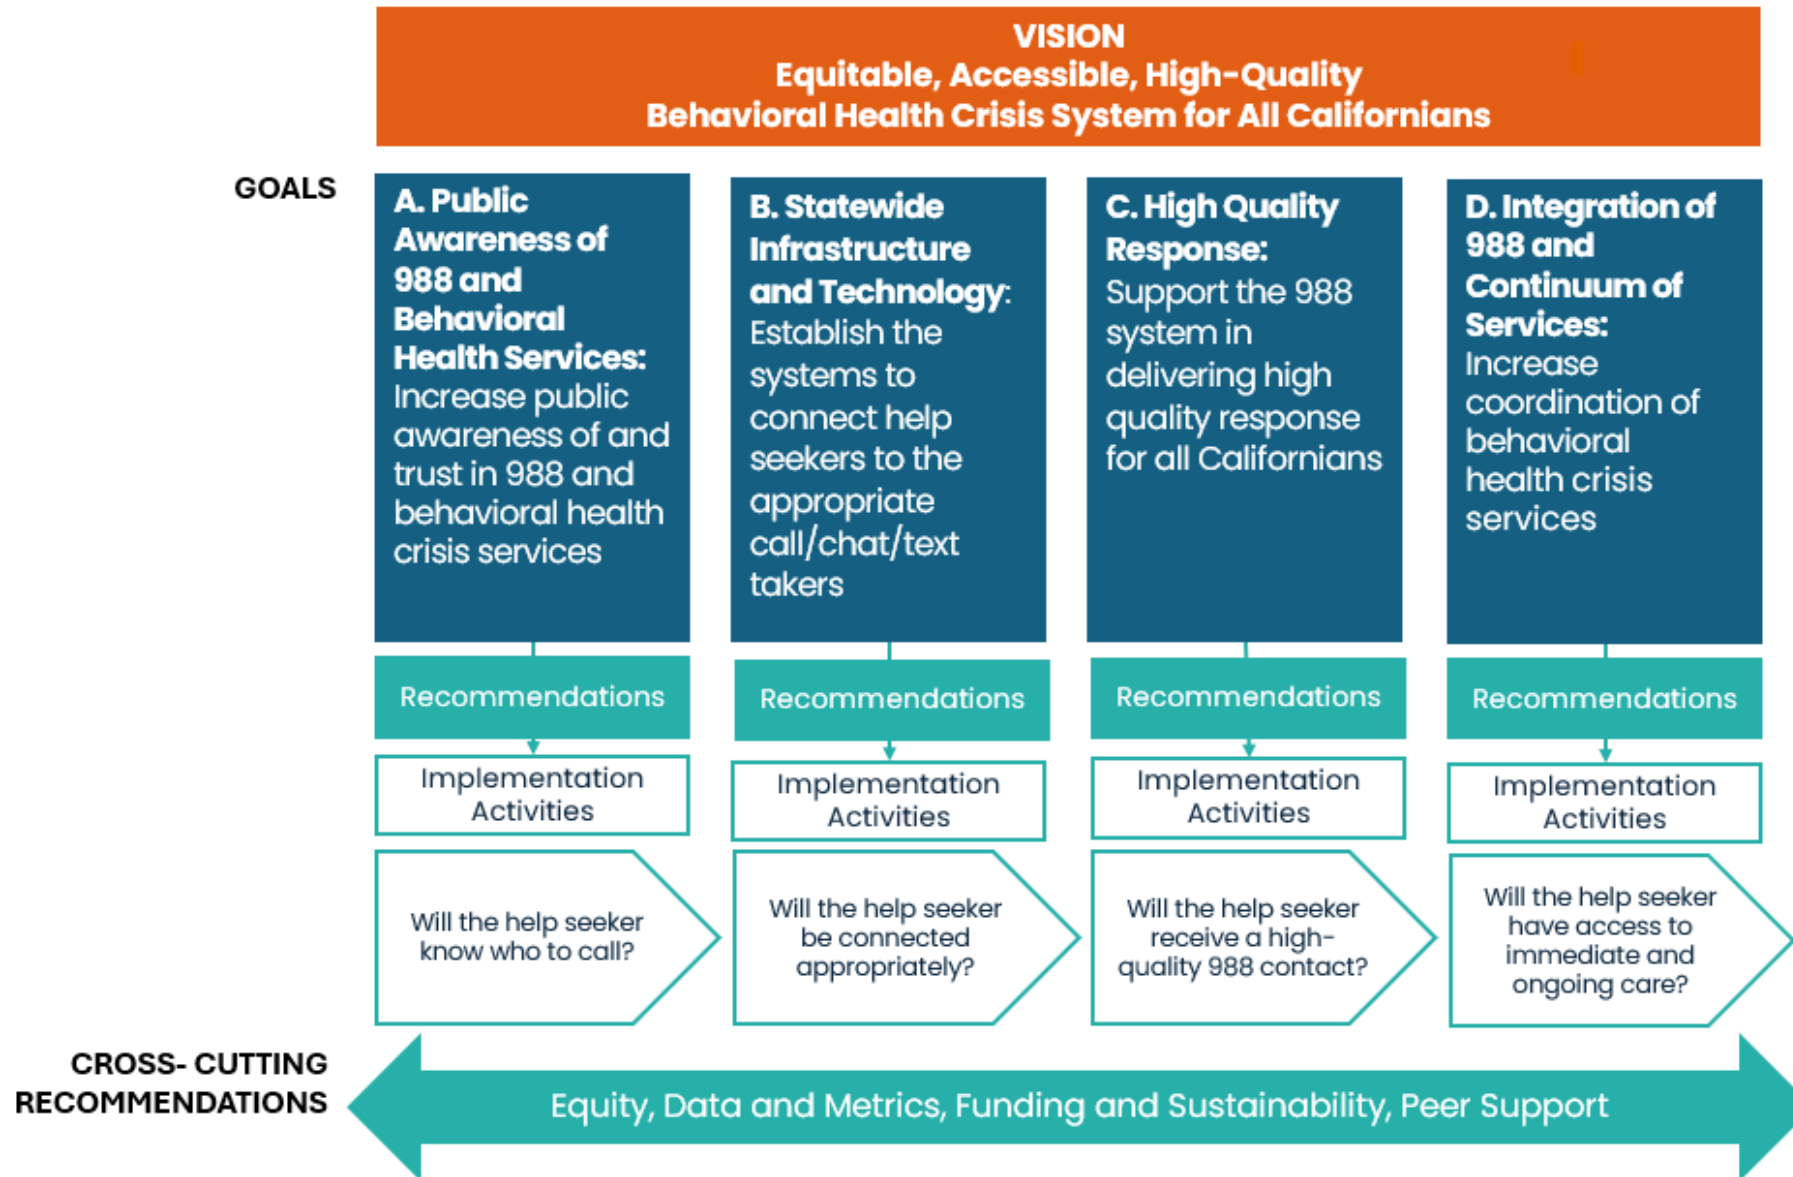 VISION
Equitable, Accessible, High-Quality
Behavioral Health Crisis System for All Californians
GOALS
A. Public
Awareness of
988 and
Behavioral
Health Services:
Increase public
awareness of and
trust in 988 and
behavioral health
crisis services
B. Statewide
Infrastructure
and Technology:
Establish the
systems to
connect help
seekers to the
appropriate
call/chat/text
takers
C. High Quality
Response:
Support the 988
system in
delivering high
quality response
for all Californians
D. Integration of
988 and
Continuum of
Services:
Increase
coordination of
behavioral
health crisis
services
Recommendations
Recommendations
Recommendations
Recommendations
Implementation
Activities
Implementation
Activities
Implementation
Activities
Implementation
Activities
Will the help seeker
know who to call?
Will the help seeker
be connected
appropriately?
Will the help seeker
receive a high-
quality 988 contact?
Will the help seeker
have access to
immediate and
ongoing care?
CROSS- CUTTING
RECOMMENDATIONS
Equity, Data and Metrics, Funding and Sustainability, Peer Support